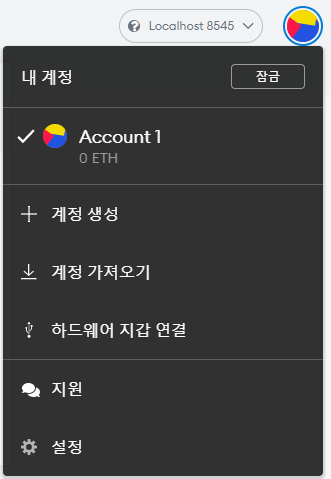 Localhost 8545
내 계정
잠금
Account 1
0 ETH
계정 생성
계정 가져오기
하드웨어 지갑 연결
지원
설정